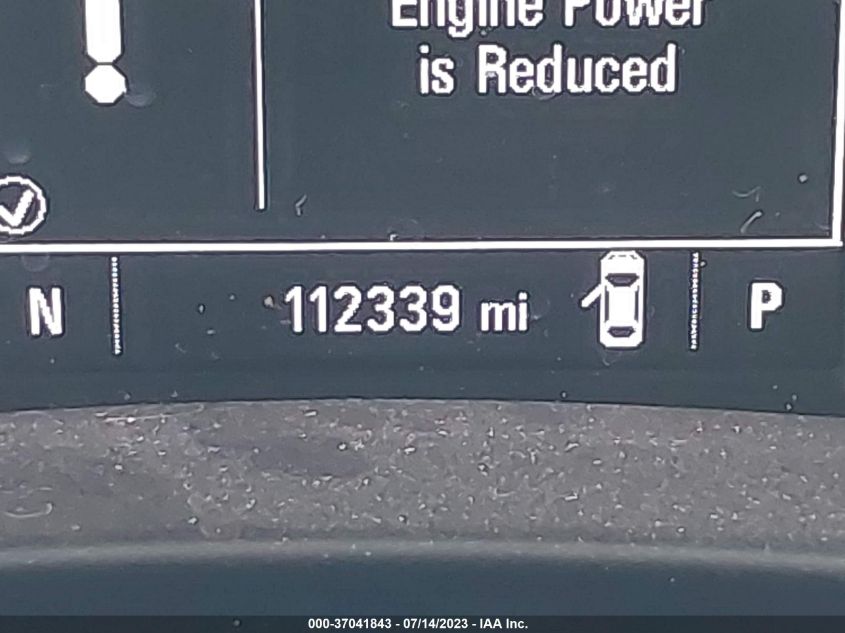 Engine Power
is Reduced
N 112339 mi P
000-37041843 - 07/14/2023 - IAA Inc.